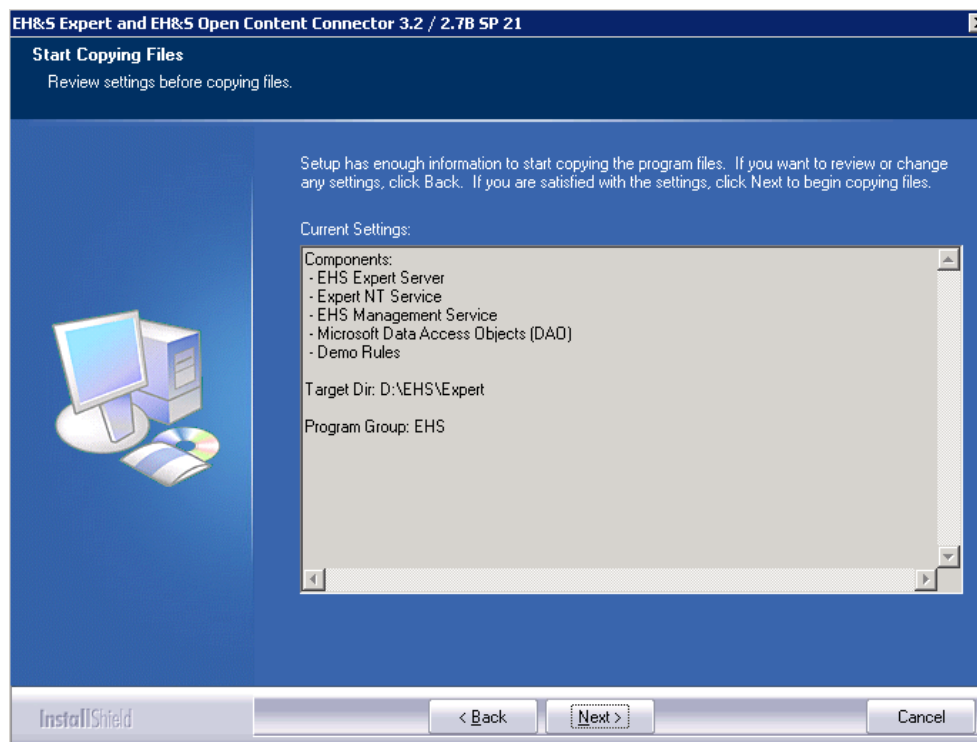 EH&S Expert and EH&S Open Content Connector 3.2 / 2.7B SP 21
Start Copying Files
Review settings before copying files.
Setup has enough information to start copying the program files. If you want to review or change
any settings, click Back. If you are satisfied with the settings, click Next to begin copying files.
Current Settings:
Components:
- EHS Expert Server
- Expert NT Service
- EHS Management Service
- Microsoft Data Access Objects (DAO)
- Demo Rules
Target Dir: D:\EHS\Expert
Program Group: EHS
InstallShield
< Back
Next >
Cancel